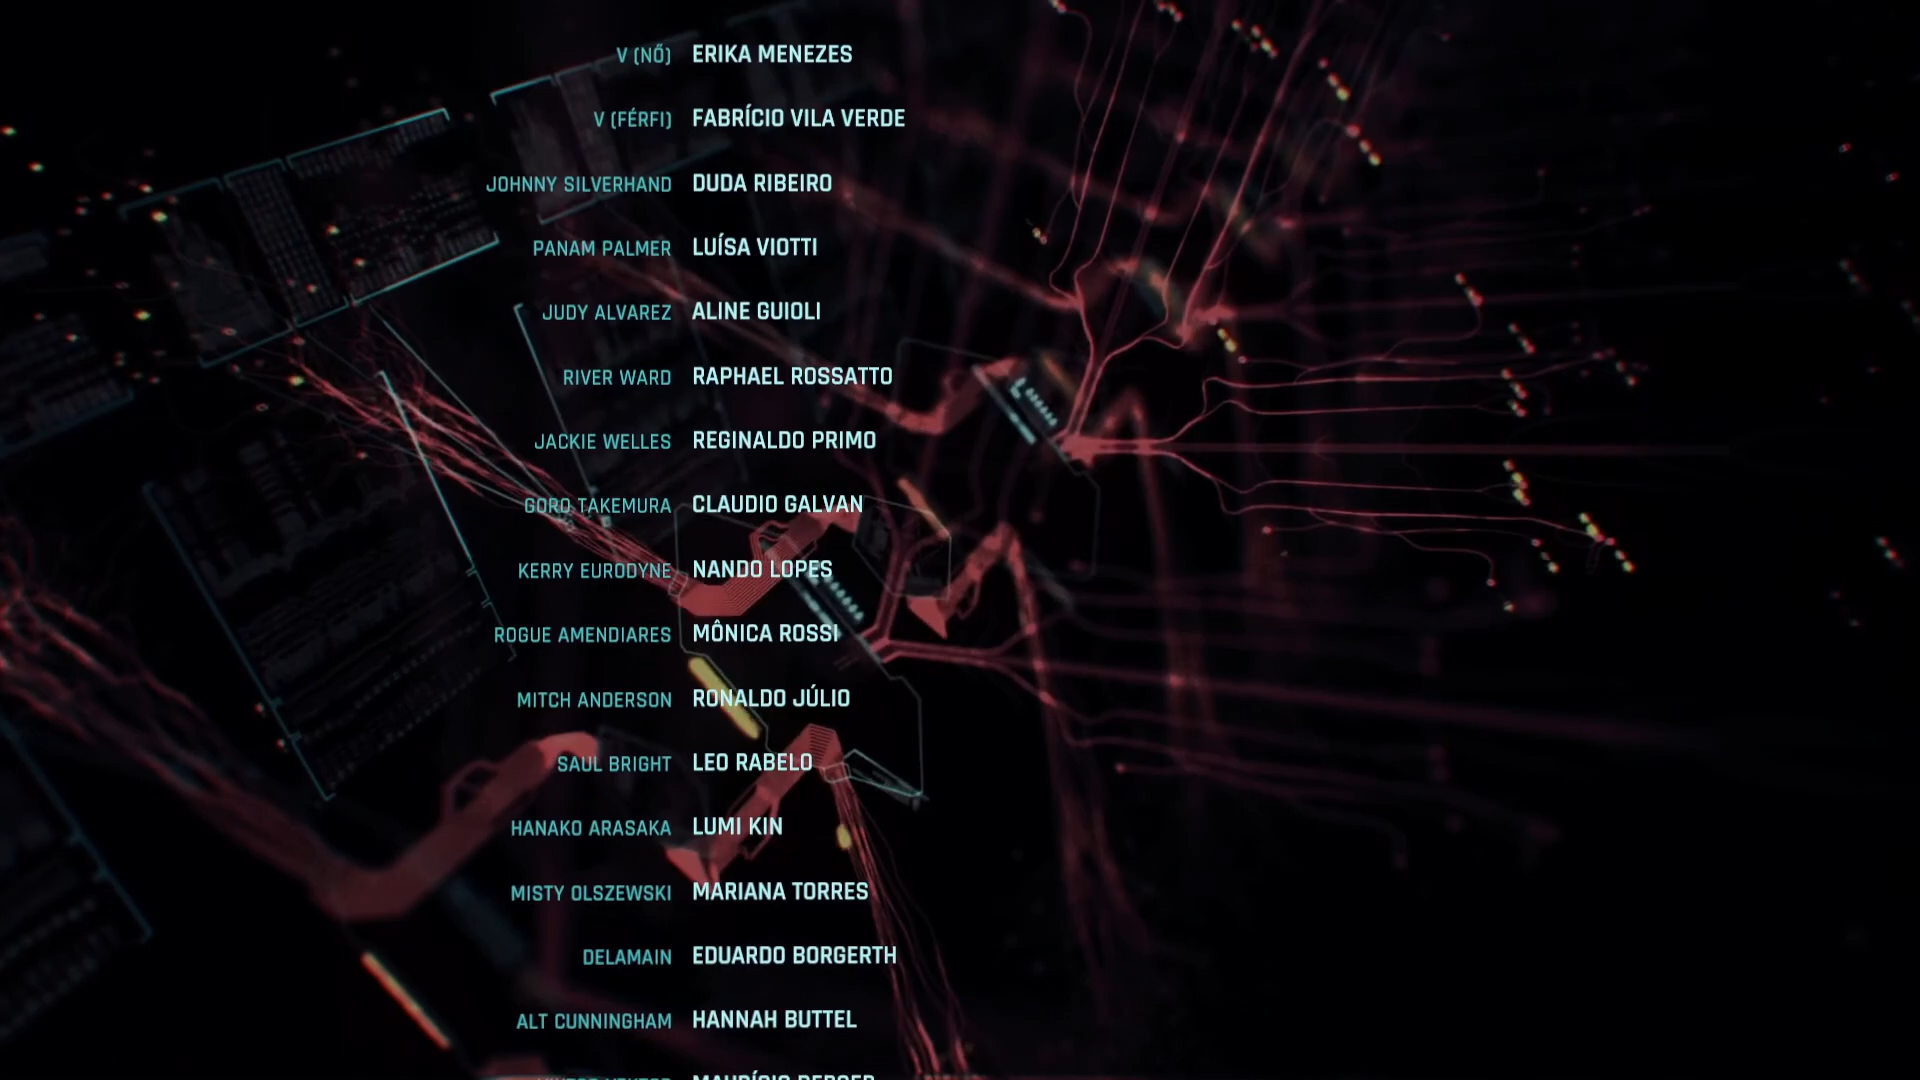 V (NŐ) ERIKA MENEZES
V (FÉRFI) FABRÍCIO VILA VERDE
JOHNNY SILVERHAND DUDA RIBEIRO
PANAM PALMER LUÍSA VIOTTI
JUDY ALVAREZ ALINE GUIOLI
RIVER WARD RAPHAEL ROSSATTO
JACKIE WELLES REGINALDO PRIMO
GORO TAKEMURA CLAUDIO GALVAN
KERRY EURODYNE NANDO LOPES
ROGUE AMENDIARES MÔNICA ROSSI
MITCH ANDERSON RONALDO JÚLIO
SAUL BRIGHT LEO RABELO
HANAKO ARASAKA LUMI KIN
MISTY OLSZEWSKI MARIANA TORRES
DELAMAIN EDUARDO BORGERTH
ALT CUNNINGHAM HANNAH BUTTEL